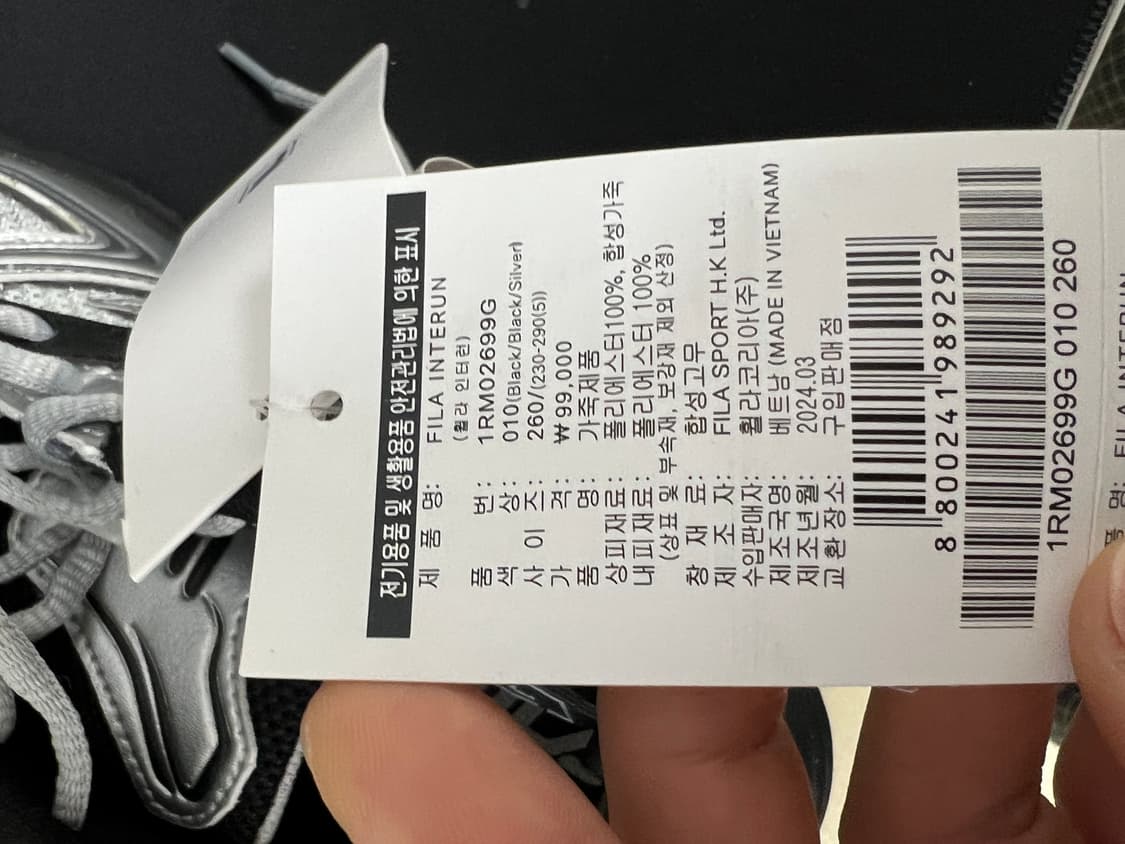 전기용품 및 생활용품 안전관리법에 의한 표시
제 품 명: FILA INTERUN
(휠라 인터런)
품 번: 1RM02699G
색 상: 010(Black/Black/Silver)
사 이 즈: 260/(230-290(5))
가 격: ₩99,000
품 명: 가죽제품
상피재료: 폴리에스터100%, 합성가죽
내피재료: 폴리에스터 100%
(상표 및 부속재, 보강재 제외 산정)
창 재 료: 합성고무
제 조 자: FILA SPORT H.K Ltd.
수입판매자: 휠라코리아(주)
제조국명: 베트남 (MADE IN VIETNAM)
제조년월: 2024.03
교환장소: 구입판매점
8 800241 989292
1RM02699G 010 260
품 명: FILA INTERUN